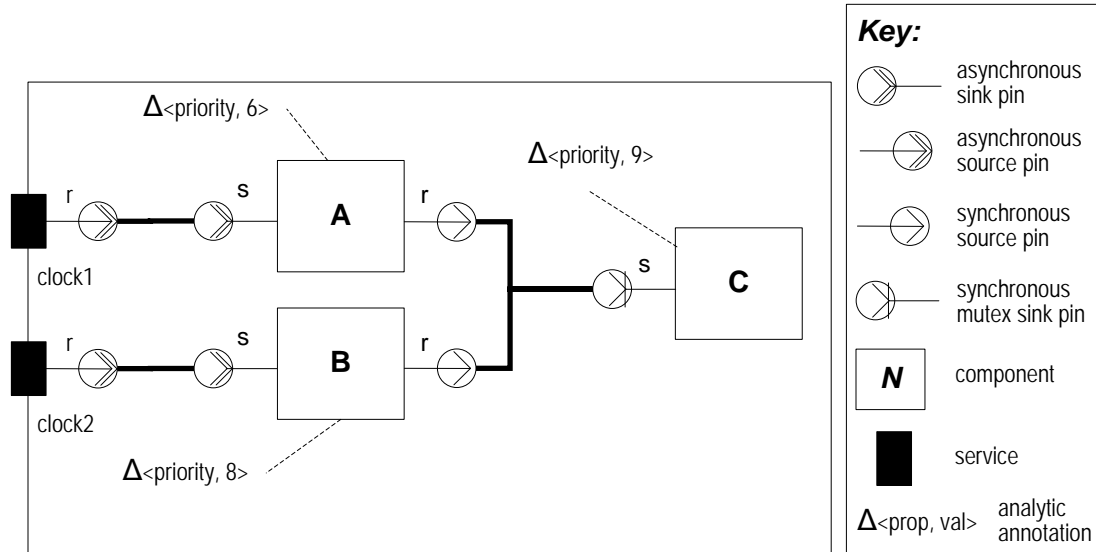 Δ<priority, 6>
Δ<priority, 9>
r
s
A
r
clock1
s
C
r
s
B
r
clock2
Δ<priority, 8>
Key:
asynchronous
sink pin
asynchronous
source pin
synchronous
source pin
synchronous
mutex sink pin
N
component
service
Δ<prop, val>
analytic
annotation